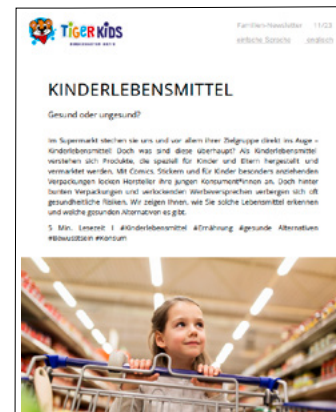 TIGER KIDS
KINDERGARTEN AKTIV
Familien-Newsletter 11/23
einfache Sprache englisch
KINDERLEBENSMITTEL
Gesund oder ungesund?
Im Supermarkt stechen sie uns und vor allem ihrer Zielgruppe direkt ins Auge –
Kinderlebensmittel! Doch was sind diese überhaupt? Als Kinderlebensmittel
verstehen sich Produkte, die speziell für Kinder und Eltern hergestellt und
vermarktet werden. Mit Comics, Stickern und für Kinder besonders anziehenden
Verpackungen locken Hersteller ihre jungen Konsument*innen an. Doch hinter
bunten Verpackungen und verlockenden Werbeversprechen verbergen sich oft
gesundheitliche Risiken. Wir zeigen Ihnen, wie Sie solche Lebensmittel erkennen
und welche gesunden Alternativen es gibt.
5 Min. Lesezeit I #Kinderlebensmittel #Ernährung #gesunde Alternativen
#Bewusstsein #Konsum